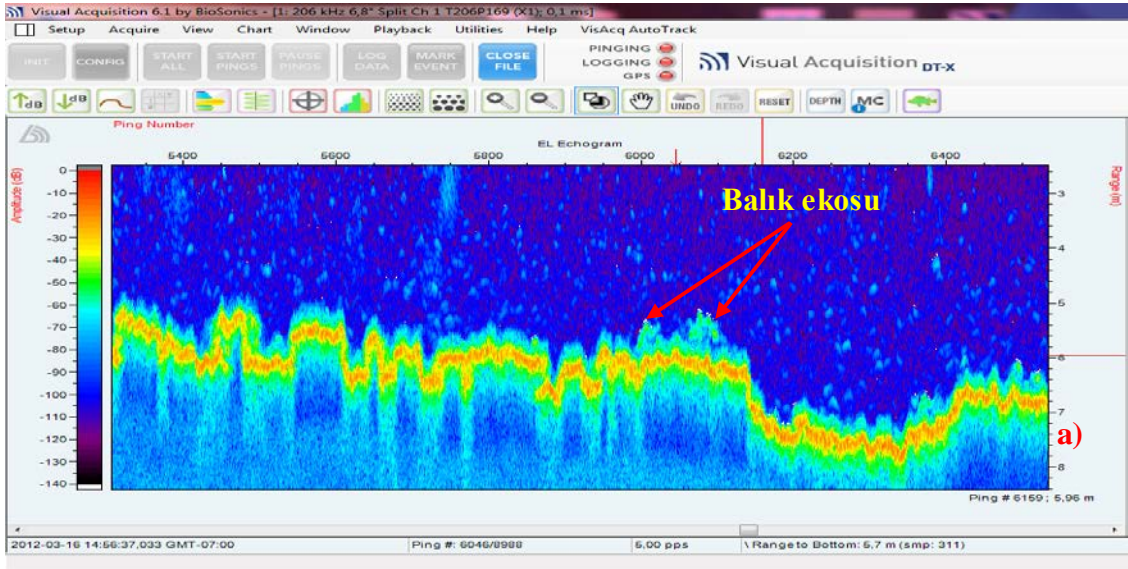 Visual Acquisition 6.1 by BioSonics - [1: 206 kHz 6,8° Split Ch 1 T206P169 (X1); 0,1 ms]
Setup Acquire View Chart Window Playback Utilities Help VisAcq AutoTrack
INIT CONFIG START ALL START PINGS PAUSE PINGS LOG DATA MARK EVENT CLOSE FILE
PINGING
LOGGING
GPS
Visual Acquisition DT-X
dB dB UNDO REDO RESET DEPTH MC
Ping Number
EL Echogram
5400 5600 5800 6000 6200 6400
Amplitude (dB)
0
-10
-20
-30
-40
-50
-60
-70
-80
-90
-100
-110
-120
-130
-140
Balık ekosu
Range (m)
3
4
5
6
7
8
a)
Ping # 6159 ; 5,96 m
2012-03-16 14:56:37,033 GMT-07:00 Ping #: 6046/8988 5,00 pps \ Range to Bottom: 5,7 m (smp: 311)